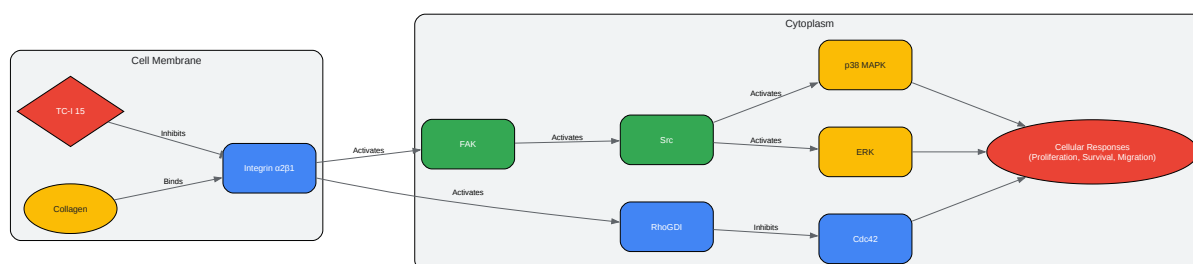 Cytoplasm
Cell Membrane
p38 MAPK
TC-I 15
Activates
Inhibits
Activates
Activates
Activates
FAK
Src
ERK
Cellular Responses
(Proliferation, Survival, Migration)
Integrin α2β1
Binds
Activates
Collagen
RhoGDI
Inhibits
Cdc42